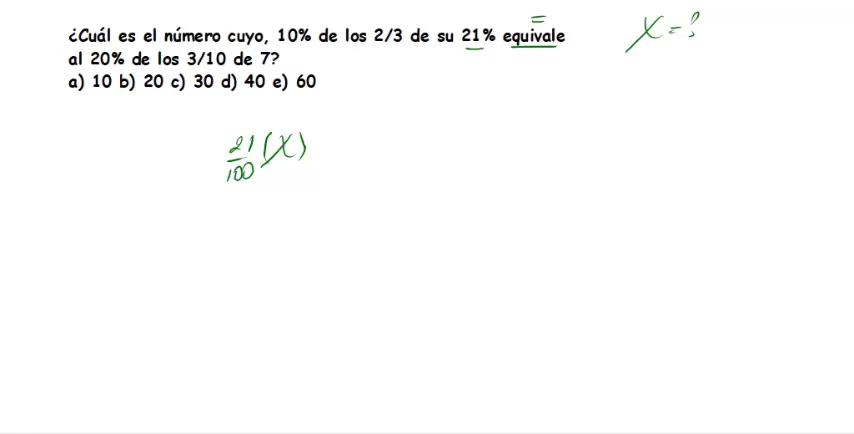 ¿Cuál es el número cuyo, 10% de los 2/3 de su 21% equivale
al 20% de los 3/10 de 7?
a) 10 b) 20 c) 30 d) 40 e) 60
=
X = ?
21/100 (X)